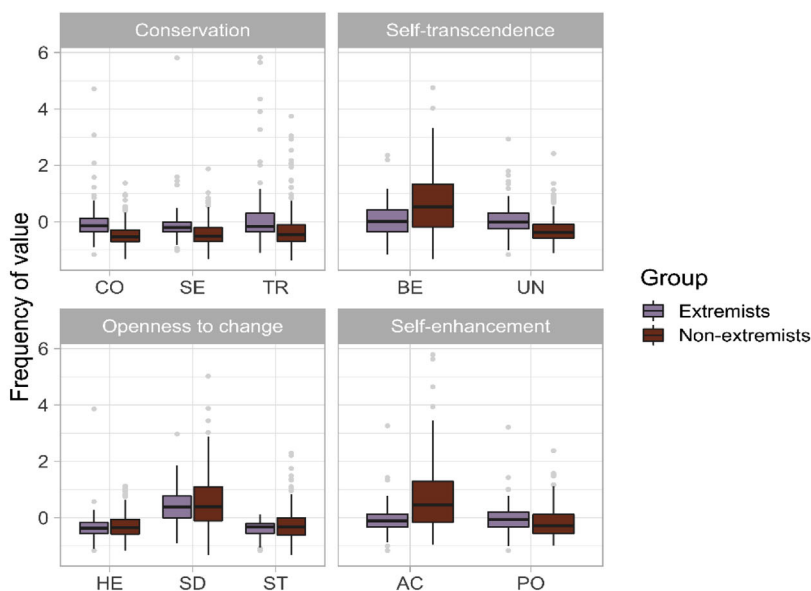 Conservation
Self-transcendence
6
4
2
0
CO SE TR
BE UN
Frequency of value
Openness to change
Self-enhancement
6
4
2
0
HE SD ST
AC PO
Group
Extremists
Non-extremists